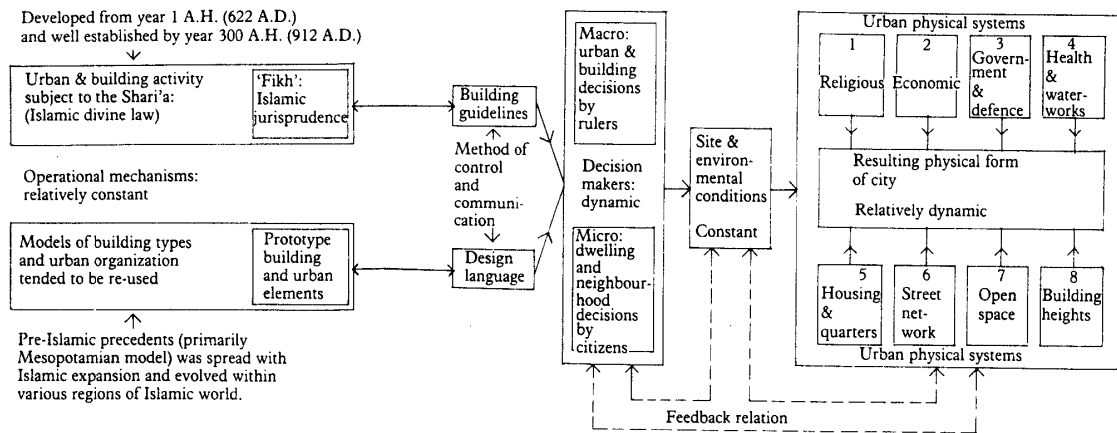 Developed from year 1 A.H. (622 A.D.)
and well established by year 300 A.H. (912 A.D.)
Urban & building activity
subject to the Shari'a:
(Islamic divine law)
'Fikh':
Islamic
jurisprudence
Operational mechanisms:
relatively constant
Models of building types
and urban organization
tended to be re-used
Prototype
building
and urban
elements
Pre-Islamic precedents (primarily
Mesopotamian model) was spread with
Islamic expansion and evolved within
various regions of Islamic world.
Building
guidelines
Method of
control
and
communi-
cation
Design
language
Macro:
urban &
building
decisions
by
rulers
Decision
makers:
dynamic
Micro:
dwelling
and
neighbour-
hood
decisions
by
citizens
Site &
environ-
mental
conditions
Constant
Urban physical systems
1
Religious
2
Economic
3
Govern-
ment
& defence
4
Health
&
water-
works
Resulting physical form
of city
Relatively dynamic
5
Housing
&
quarters
6
Street
net-
work
7
Open
space
8
Building
heights
Urban physical systems
Feedback relation